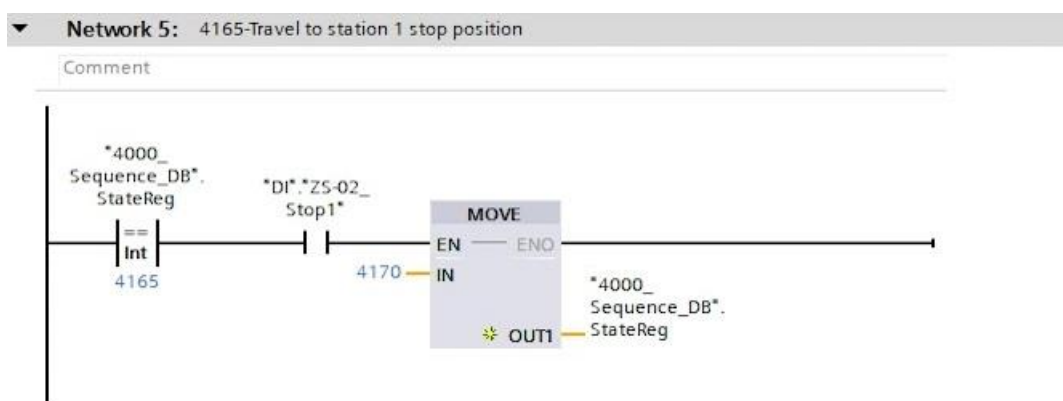 Network 5: 4165-Travel to station 1 stop position
Comment
"4000_
Sequence_DB".
StateReg
==
Int
4165
"DI"."ZS-02_
Stop1"
MOVE
EN ENO
4170 IN
OUT1
"4000_
Sequence_DB".
StateReg